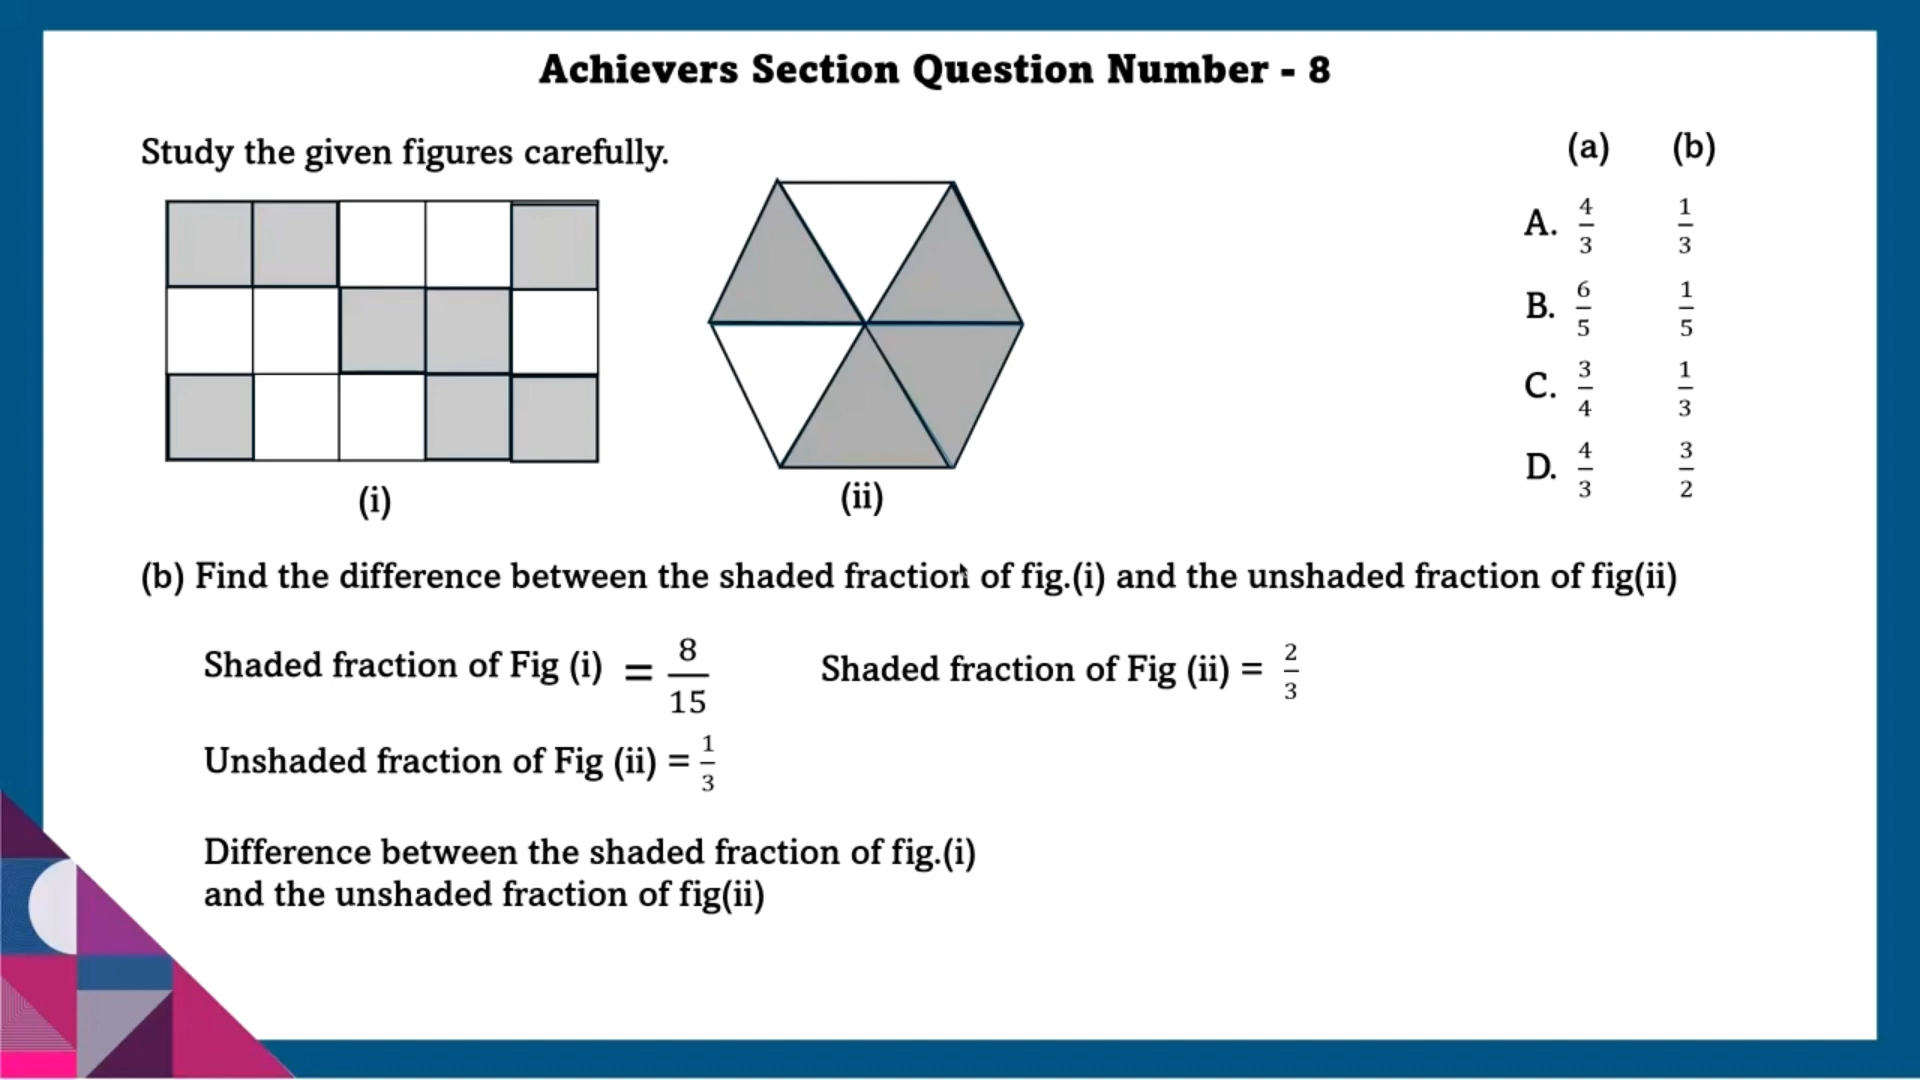 Achievers Section Question Number - 8
Study the given figures carefully.
(i)
(ii)
(a) (b)
A. 4/3 1/3
B. 6/5 1/5
C. 3/4 1/3
D. 4/3 3/2
(b) Find the difference between the shaded fraction of fig.(i) and the unshaded fraction of fig(ii)
Shaded fraction of Fig (i) = 8/15
Shaded fraction of Fig (ii) = 2/3
Unshaded fraction of Fig (ii) = 1/3
Difference between the shaded fraction of fig.(i)
and the unshaded fraction of fig(ii)